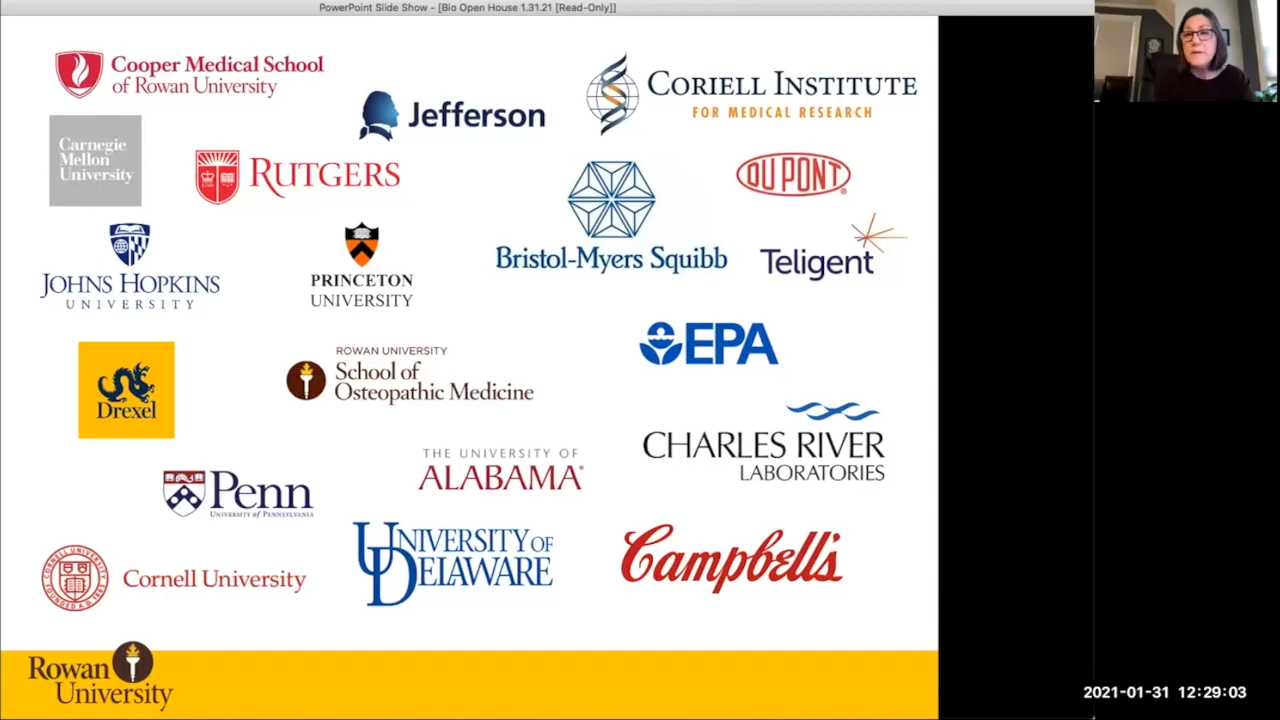 PowerPoint Slide Show - [Bio Open House 1.31.21 [Read-Only]]
Cooper Medical School
of Rowan University
Jefferson
CORIELL INSTITUTE
FOR MEDICAL RESEARCH
Carnegie
Mellon
University
RUTGERS
DUPONT
Bristol-Myers Squibb
Teligent
JOHNS HOPKINS
UNIVERSITY
PRINCETON
UNIVERSITY
EPA
Drexel
ROWAN UNIVERSITY
School of
Osteopathic Medicine
CHARLES RIVER
LABORATORIES
THE UNIVERSITY OF
ALABAMA
Penn
UNIVERSITY OF PENNSYLVANIA
UNIVERSITY OF
DELAWARE
Campbell's
Cornell University
Rowan
University
2021-01-31 12:29:03